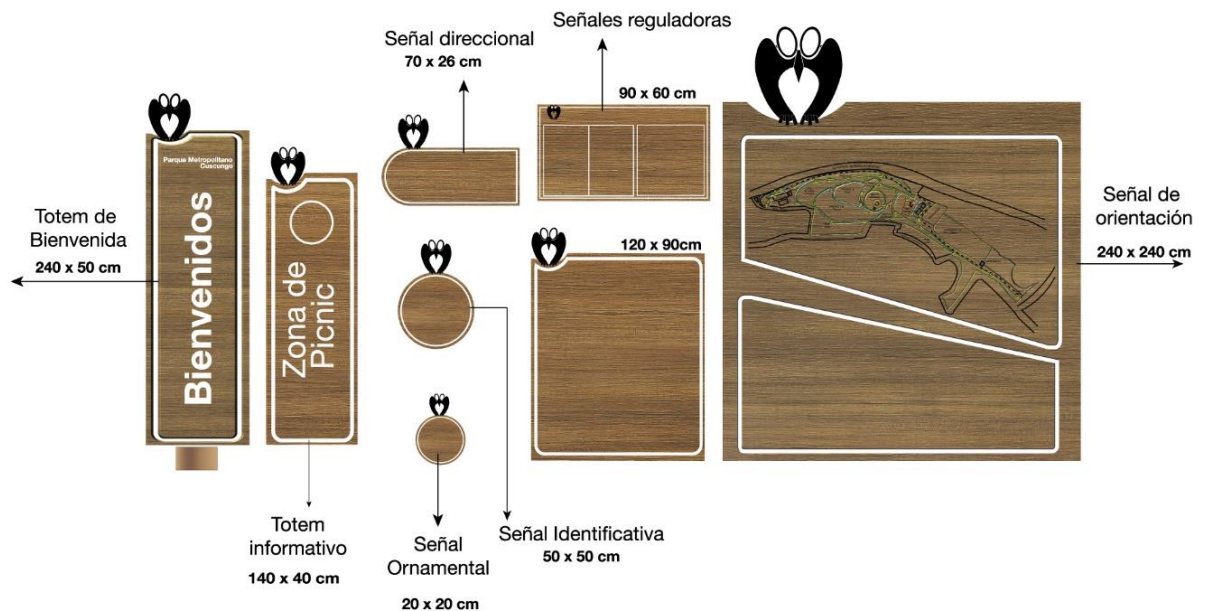 Señales reguladoras
90 x 60 cm
Señal direccional
70 x 26 cm
Parque Metropolitano
Cuscungo
Bienvenidos
Totem de
Bienvenida
240 x 50 cm
Zona de
Picnic
120 x 90cm
Señal de
orientación
240 x 240 cm
Totem
informativo
140 x 40 cm
Señal
Ornamental
20 x 20 cm
Señal Identificativa
50 x 50 cm